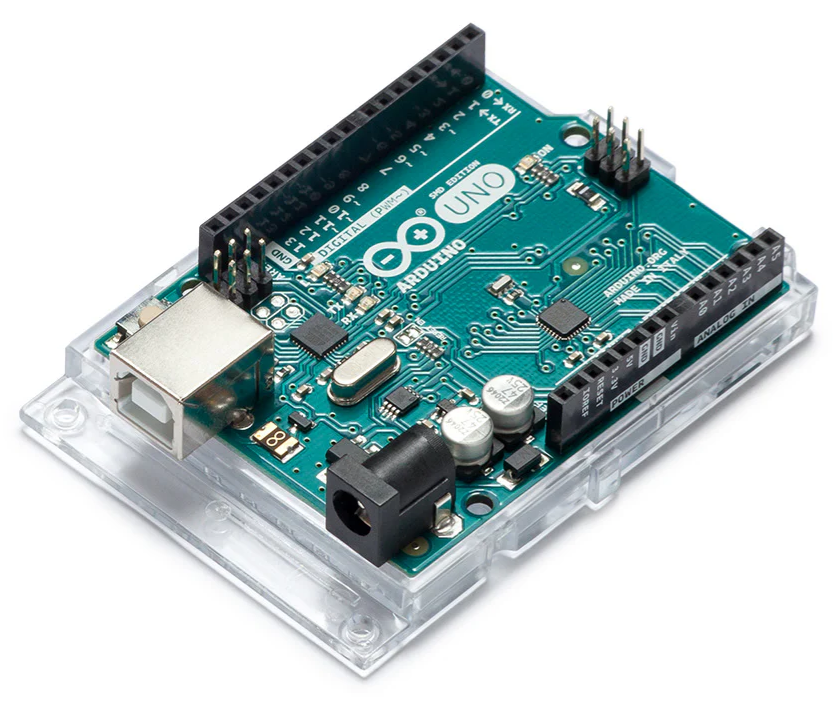 RX←0
TX→1
2
~3
4
~5
~6
7
8
~9
~10
~11
12
13
GND
DIGITAL (PWM~)
SMD EDITION
UNO
ARDUINO
ON
ARDUINO.ORG
MADE IN ITALY
A5
A4
A3
A2
A1
A0
ANALOG IN
Vin
GND
GND
5V
3.3V
RESET
IOREF
POWER
47
25V